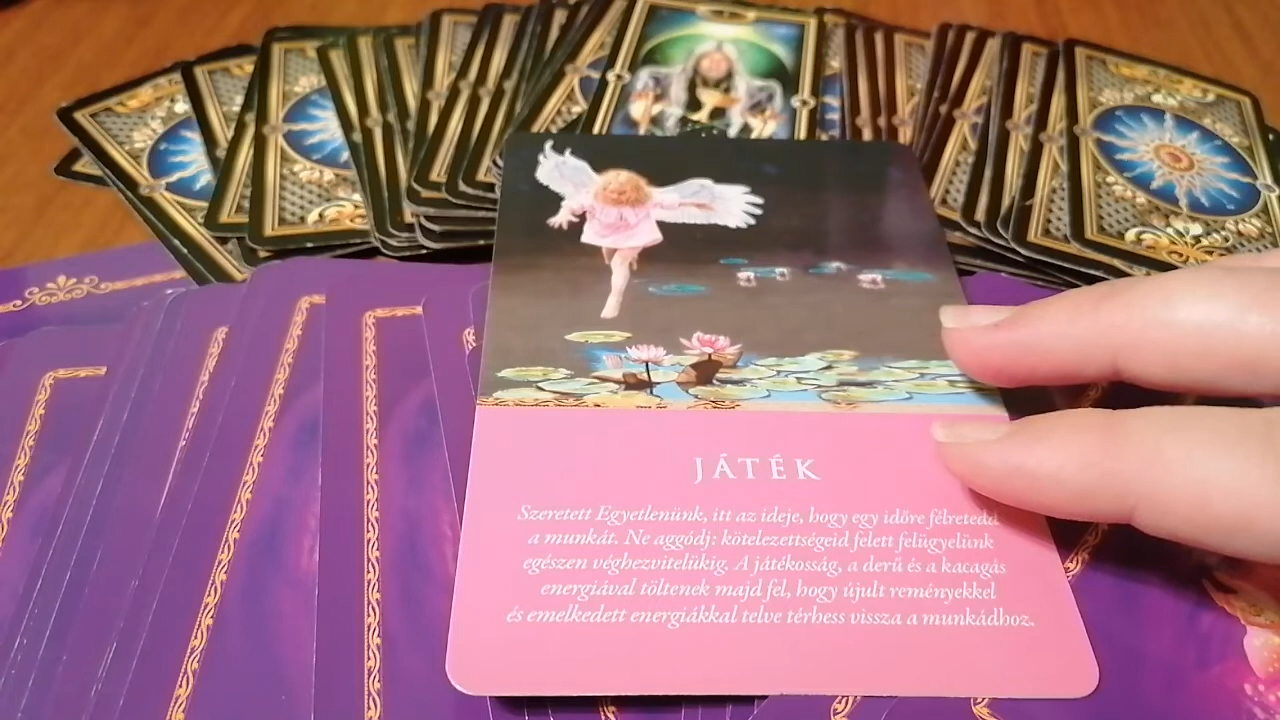 JÁTÉK
Szeretett Egyetlenünk, itt az ideje, hogy egy időre félretedd
a munkát. Ne aggódj: kötelezettségeid felett felügyelünk
egészen véghezvitelükig. A játékosság, a derű és a kacagás
energiával töltenek majd fel, hogy újult reményekkel
és emelkedett energiákkal telve térhess vissza a munkádhoz.